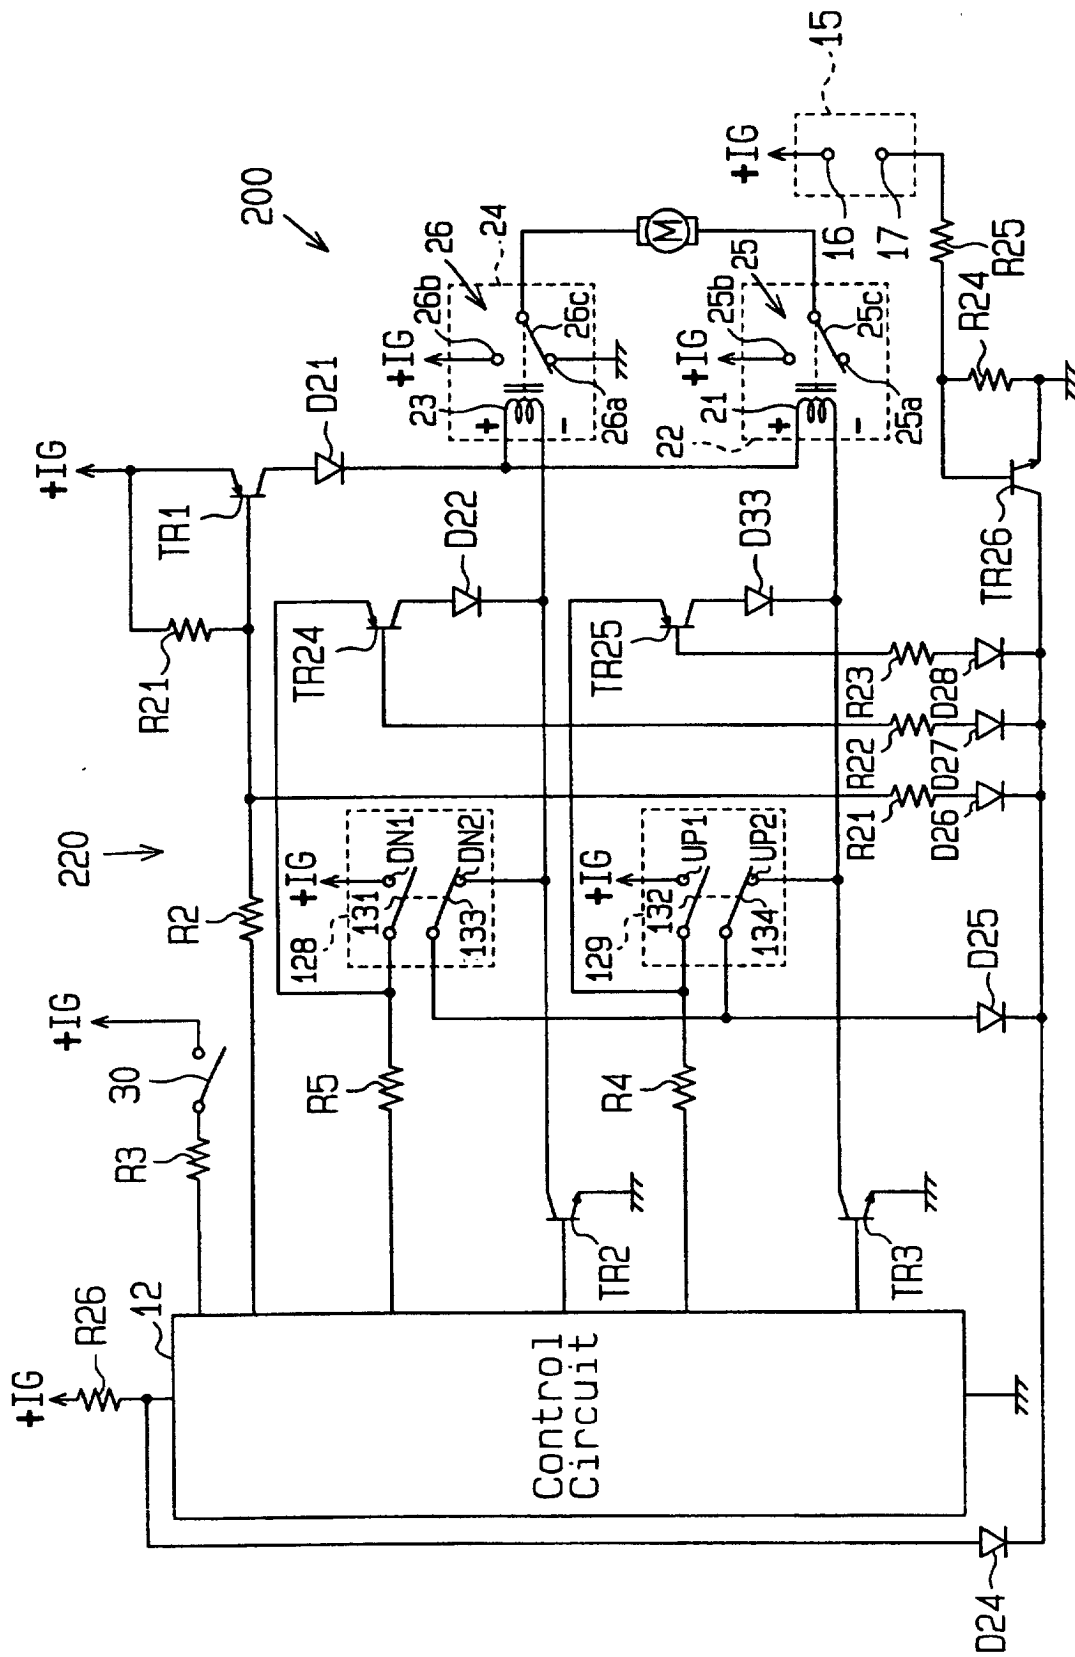 200
220
+IG
R26
12
+IG
30
R3
R2
+IG
TR1
R21
D21
+IG
26b
26
24
23
+
-
26c
26a
M
+IG
25b
25
21
22
+
-
25c
25a
+IG
15
16
17
R25
R24
TR26
TR24
D22
TR25
D33
+IG
128
131
DN1
133
DN2
+IG
129
132
UP1
134
UP2
R5
R4
TR2
TR3
Control
Circuit
R21
R22
R23
D26
D27
D28
D25
D24